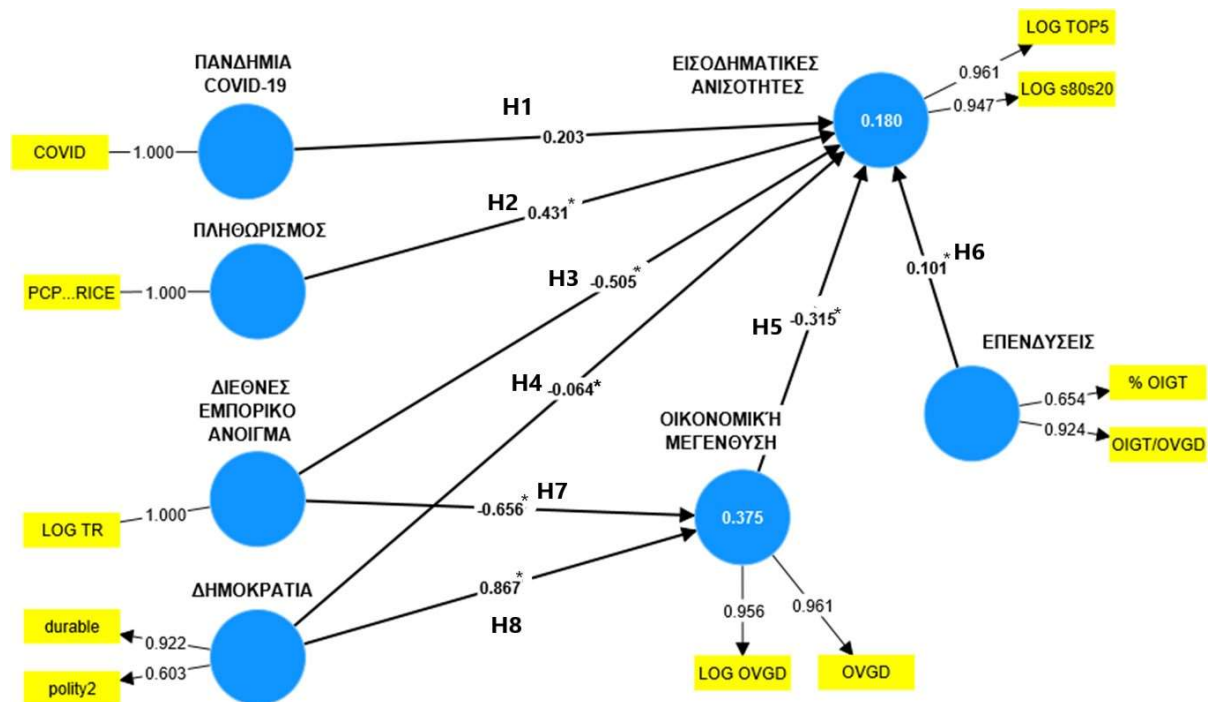 LOG TOP5
ΠΑΝΔΗΜΙΑ
COVID-19
ΕΙΣΟΔΗΜΑΤΙΚΕΣ
ΑΝΙΣΟΤΗΤΕΣ
0.961
LOG s80s20
0.947
H1
0.203
0.180
COVID
1.000
H2
0.431*
ΠΛΗΘΩΡΙΣΜΟΣ
PCP...RICE
1.000
H3
-0.505*
0.101*
H6
H5
-0.315*
ΕΠΕΝΔΥΣΕΙΣ
% OIGT
0.654
0.924
OIGT/OVGD
H4
-0.064*
ΔΙΕΘΝΕΣ
ΕΜΠΟΡΙΚΟ
ΑΝΟΙΓΜΑ
ΟΙΚΟΝΟΜΙΚΉ
ΜΕΓΕΝΘΥΣΗ
LOG TR
1.000
-0.656*
H7
0.375
ΔΗΜΟΚΡΑΤΙΑ
0.867*
H8
durable
0.922
polity2
0.603
0.956
0.961
LOG OVGD
OVGD